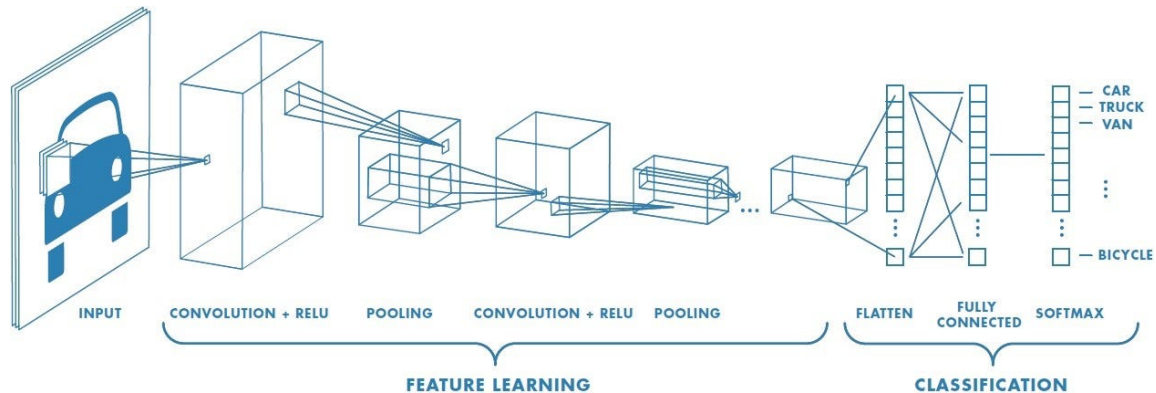 CAR
TRUCK
VAN
BICYCLE
INPUT
CONVOLUTION + RELU
POOLING
CONVOLUTION + RELU
POOLING
FLATTEN
FULLY
CONNECTED
SOFTMAX
FEATURE LEARNING
CLASSIFICATION